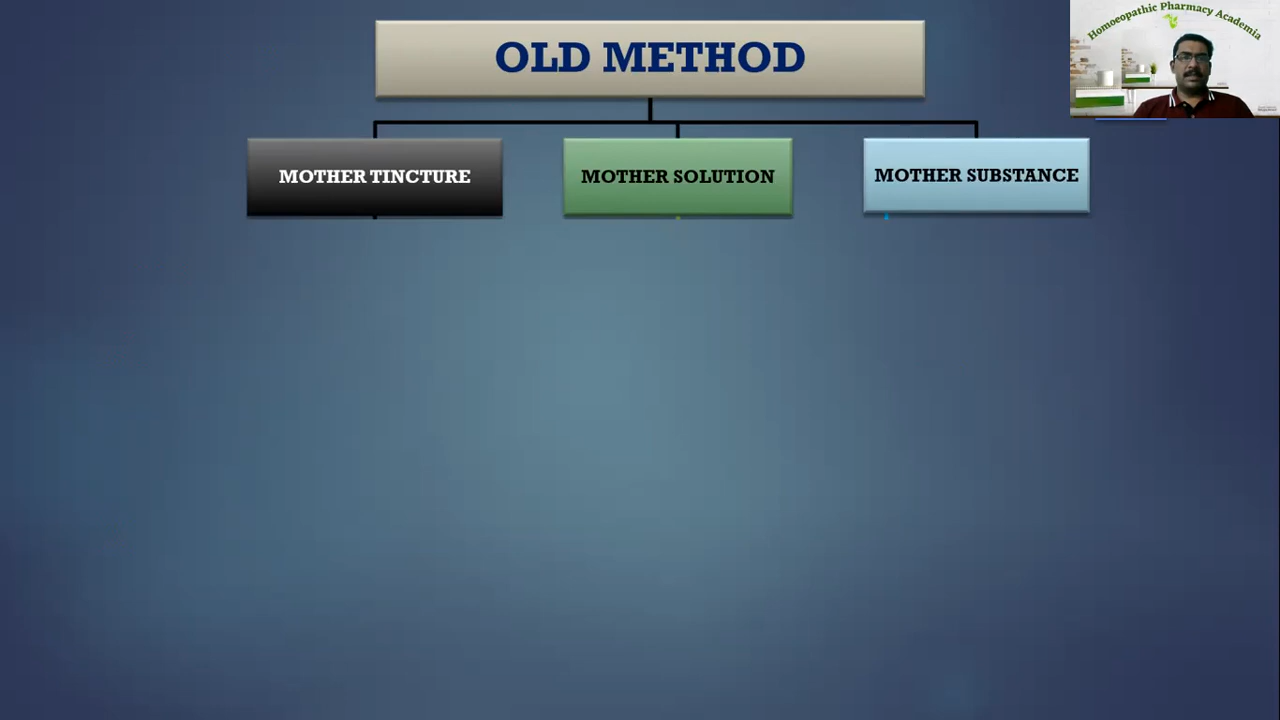 Homoeopathic Pharmacy Academia
OLD METHOD
MOTHER TINCTURE
MOTHER SOLUTION
MOTHER SUBSTANCE